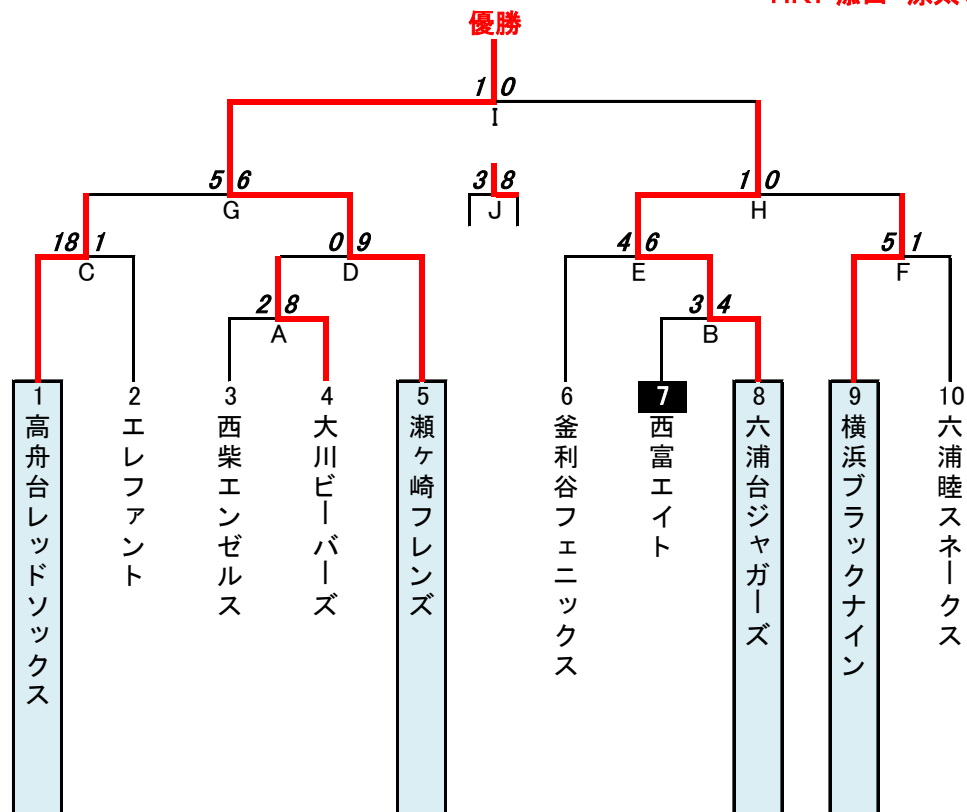 優勝
1 0
I
5 6
G
3 8
J
1 0
H
18 1
C
0 9
D
4 6
E
5 1
F
2 8
A
3 4
B
1
高舟台レッドソックス
2
エレファント
3
西柴エンゼルス
4
大川ビーバーズ
5
瀬ヶ崎フレンズ
6
釜利谷フェニックス
7
西富エイト
8
六浦台ジャガーズ
9
横浜ブラックナイン
10
六浦睦スネークス